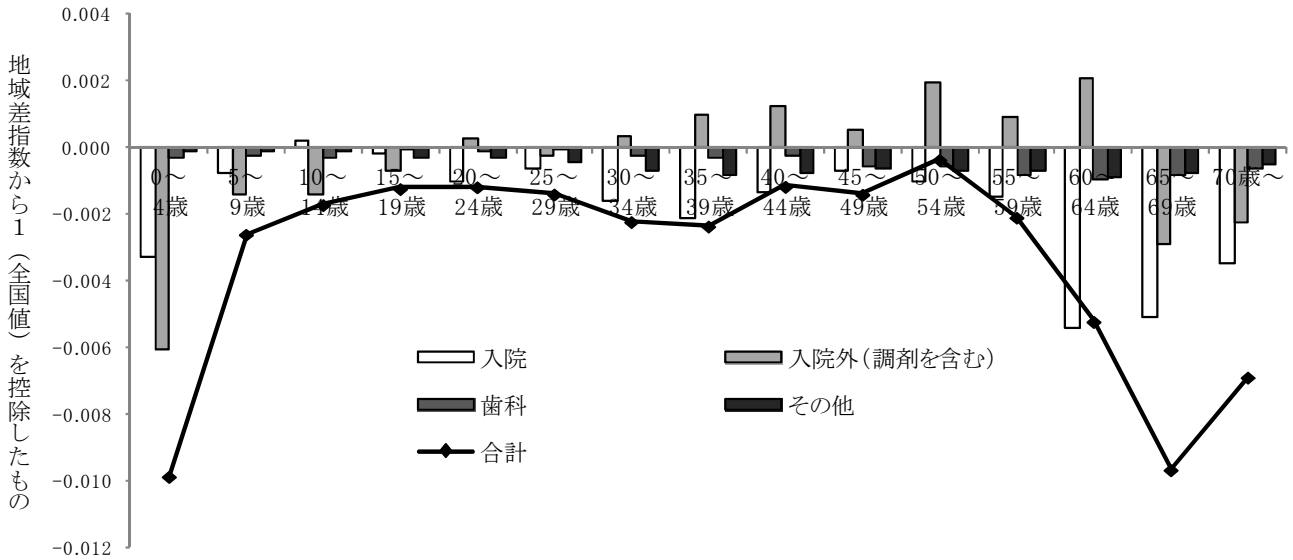 地域差指数から1（全国値）を控除したもの
0.004
0.002
0.000
-0.002
-0.004
-0.006
-0.008
-0.010
-0.012
0～
4歳
5～
9歳
10～
14歳
15～
19歳
20～
24歳
25～
29歳
30～
34歳
35～
39歳
40～
44歳
45～
49歳
50～
54歳
55～
59歳
60～
64歳
65～
69歳
70歳～
入院
入院外（調剤を含む）
歯科
その他
合計